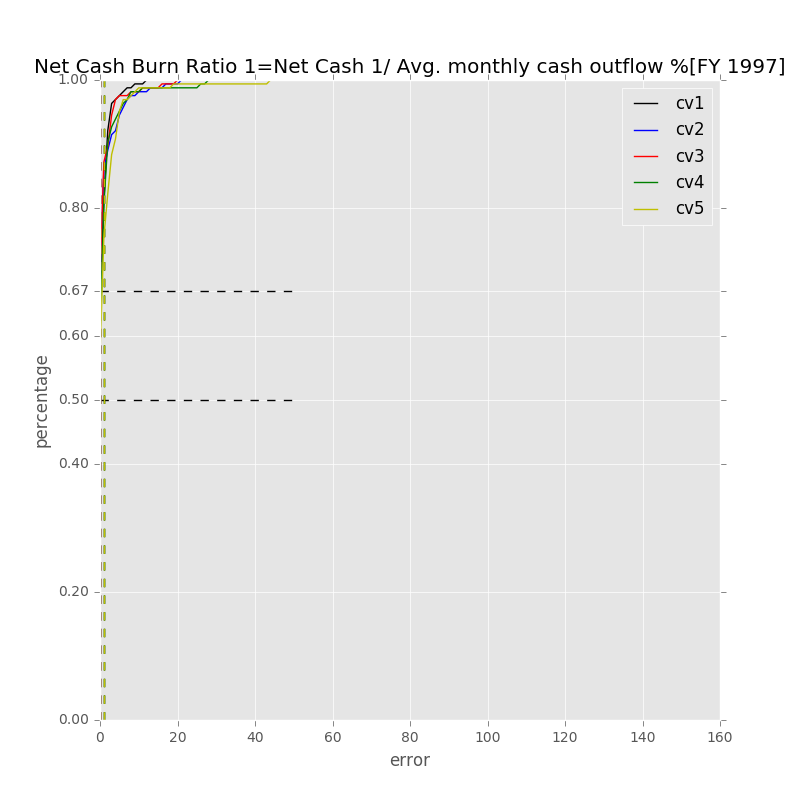 Net Cash Burn Ratio 1=Net Cash 1/ Avg. monthly cash outflow %[FY 1997]
1.00
0.80
0.67
0.60
0.50
0.40
0.20
0.00
percentage
cv1
cv2
cv3
cv4
cv5
0 20 40 60 80 100 120 140 160
error